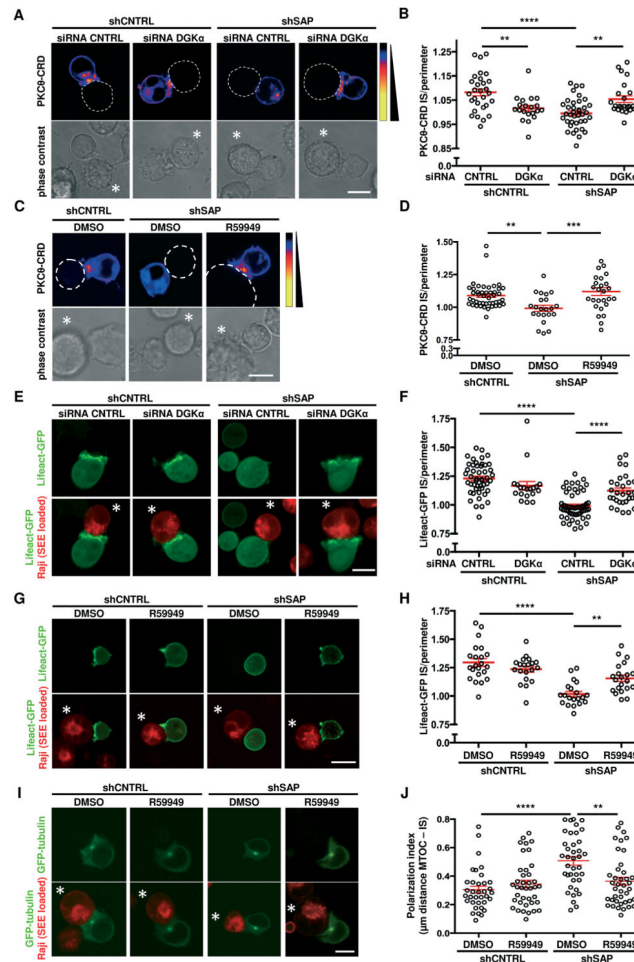 A
shCNTRL
shSAP
siRNA CNTRL
siRNA DGKα
siRNA CNTRL
siRNA DGKα
PKCθ-CRD
phase contrast
*
*
*
*
B
****
**
**
PKCθ-CRD IS/perimeter
1.25
1.15
1.05
0.95
0.85
0.0
siRNA
CNTRL
DGKα
CNTRL
DGKα
shCNTRL
shSAP
C
shCNTRL
shSAP
DMSO
DMSO
R59949
PKCθ-CRD
phase contrast
*
*
*
D
**
***
PKCθ-CRD IS/perimeter
1.50
1.25
1.00
0.75
0.3
0.0
DMSO
DMSO
R59949
shCNTRL
shSAP
E
shCNTRL
shSAP
siRNA CNTRL
siRNA DGKα
siRNA CNTRL
siRNA DGKα
Lifeact-GFP
Lifeact-GFP
Raji (SEE loaded)
*
*
*
*
F
****
****
Lifeact-GFP IS/perimeter
1.75
1.50
1.25
1.00
0.75
0.0
siRNA
CNTRL
DGKα
CNTRL
DGKα
shCNTRL
shSAP
G
shCNTRL
shSAP
DMSO
R59949
DMSO
R59949
Lifeact-GFP
Lifeact-GFP
Raji (SEE loaded)
*
*
*
*
H
****
**
Lifeact-GFP IS/perimeter
1.75
1.50
1.25
1.00
0.75
0.0
DMSO
R59949
DMSO
R59949
shCNTRL
shSAP
I
shCNTRL
shSAP
DMSO
R59949
DMSO
R59949
GFP-tubulin
GFP-tubulin
Raji (SEE loaded)
*
*
*
*
J
****
**
Polarization index
(µm distance MTOC – IS)
0.8
0.6
0.4
0.2
0.0
DMSO
R59949
DMSO
R59949
shCNTRL
shSAP